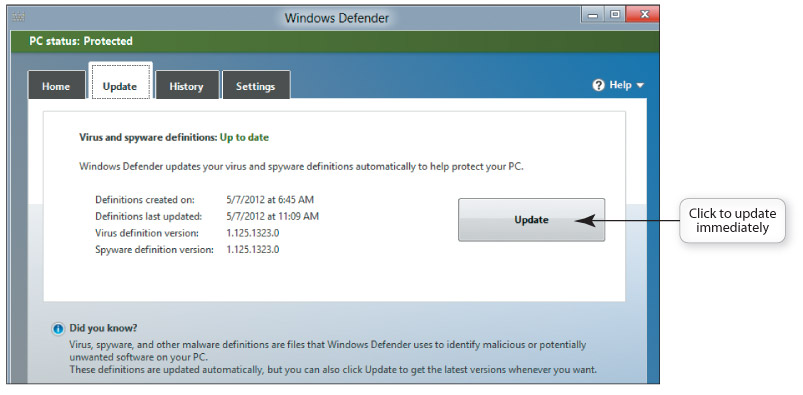 Windows Defender
PC status: Protected
Home
Update
History
Settings
Help
Virus and spyware definitions: Up to date
Windows Defender updates your virus and spyware definitions automatically to help protect your PC.
Definitions created on: 5/7/2012 at 6:45 AM
Definitions last updated: 5/7/2012 at 11:09 AM
Virus definition version: 1.125.1323.0
Spyware definition version: 1.125.1323.0
Update
Click to update
immediately
Did you know?
Virus, spyware, and other malware definitions are files that Windows Defender uses to identify malicious or potentially
unwanted software on your PC.
These definitions are updated automatically, but you can also click Update to get the latest versions whenever you want.